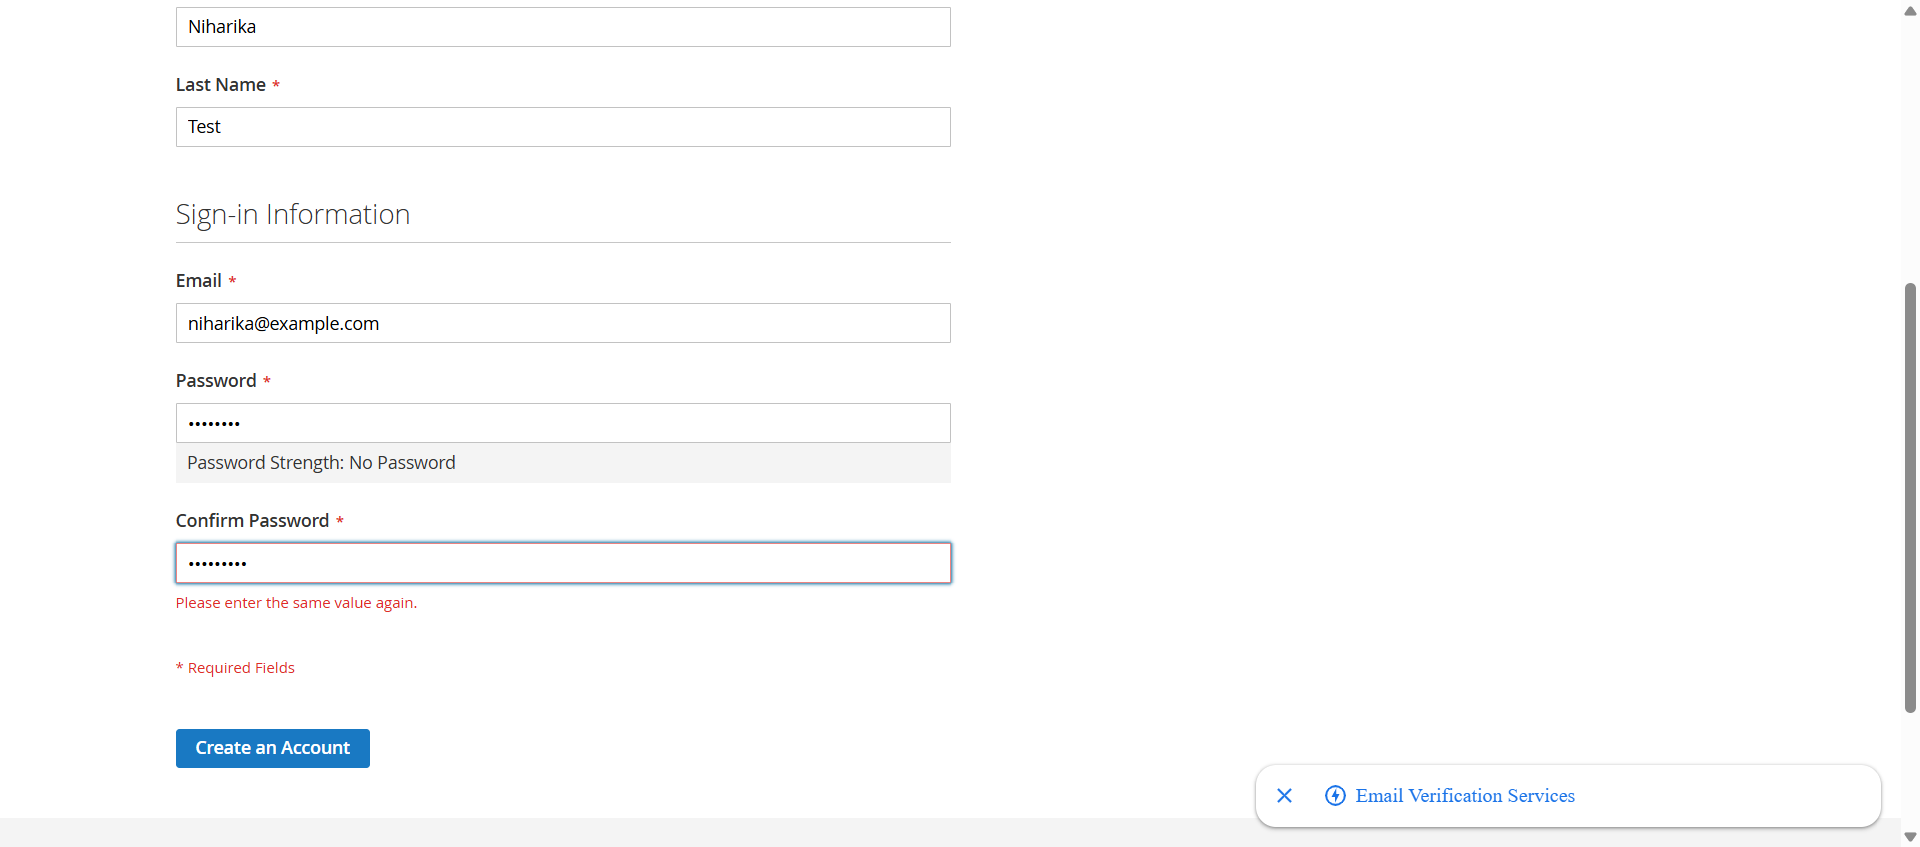 Niharika
Last Name *
Test
Sign-in Information
Email *
niharika@example.com
Password *
••••••••
Password Strength: No Password
Confirm Password *
•••••••••
Please enter the same value again.
* Required Fields
Create an Account
Email Verification Services